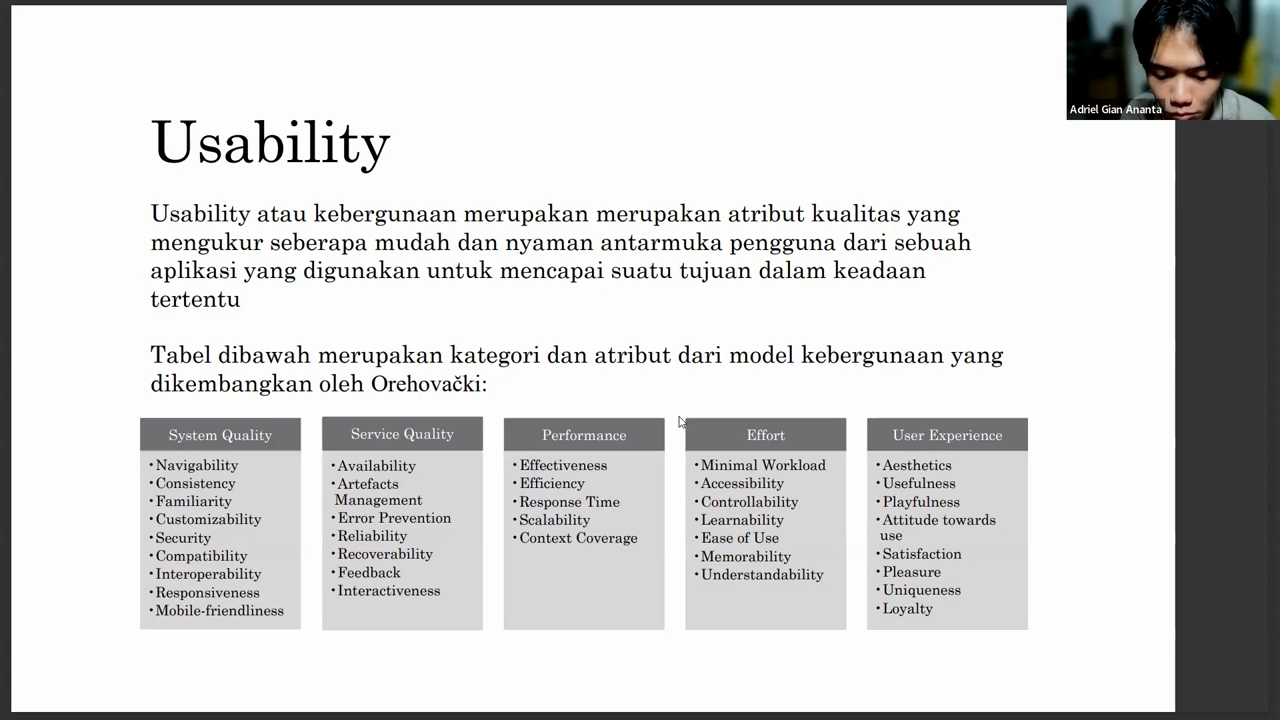 Adriel Gian Ananta
Usability
Usability atau kebergunaan merupakan merupakan atribut kualitas yang
mengukur seberapa mudah dan nyaman antarmuka pengguna dari sebuah
aplikasi yang digunakan untuk mencapai suatu tujuan dalam keadaan
tertentu
Tabel dibawah merupakan kategori dan atribut dari model kebergunaan yang
dikembangkan oleh Orehovački:
System Quality
•Navigability
•Consistency
•Familiarity
•Customizability
•Security
•Compatibility
•Interoperability
•Responsiveness
•Mobile-friendliness
Service Quality
•Availability
•Artefacts
Management
•Error Prevention
•Reliability
•Recoverability
•Feedback
•Interactiveness
Performance
•Effectiveness
•Efficiency
•Response Time
•Scalability
•Context Coverage
Effort
•Minimal Workload
•Accessibility
•Controllability
•Learnability
•Ease of Use
•Memorability
•Understandability
User Experience
•Aesthetics
•Usefulness
•Playfulness
•Attitude towards
use
•Satisfaction
•Pleasure
•Uniqueness
•Loyalty